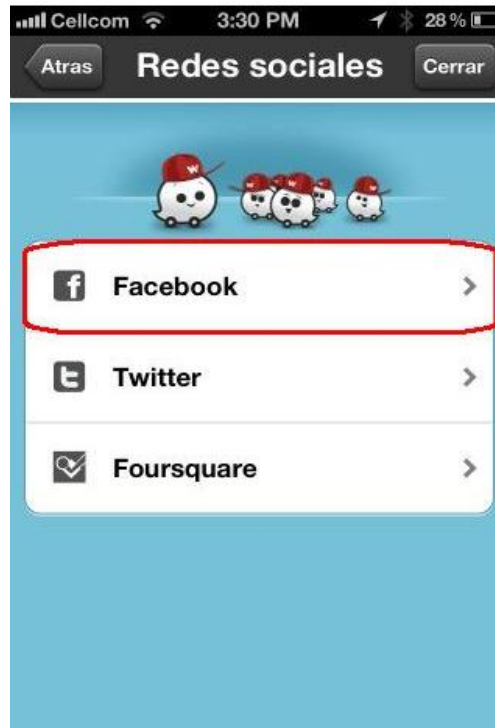 Cellcom 3:30 PM 28 %
Atras Redes sociales Cerrar
Facebook
Twitter
Foursquare